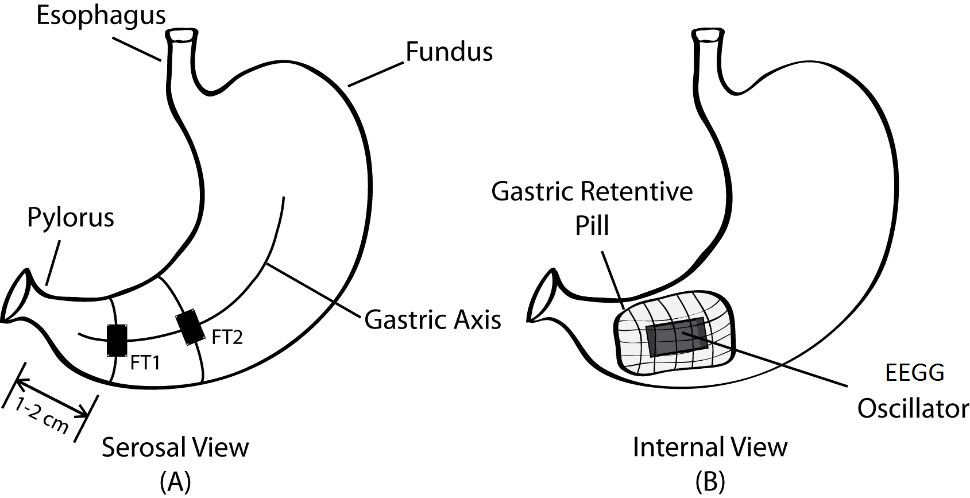 Esophagus
Fundus
Pylorus
Gastric Axis
FT1
FT2
1-2 cm
Serosal View
(A)
Gastric Retentive
Pill
EEGG
Oscillator
Internal View
(B)